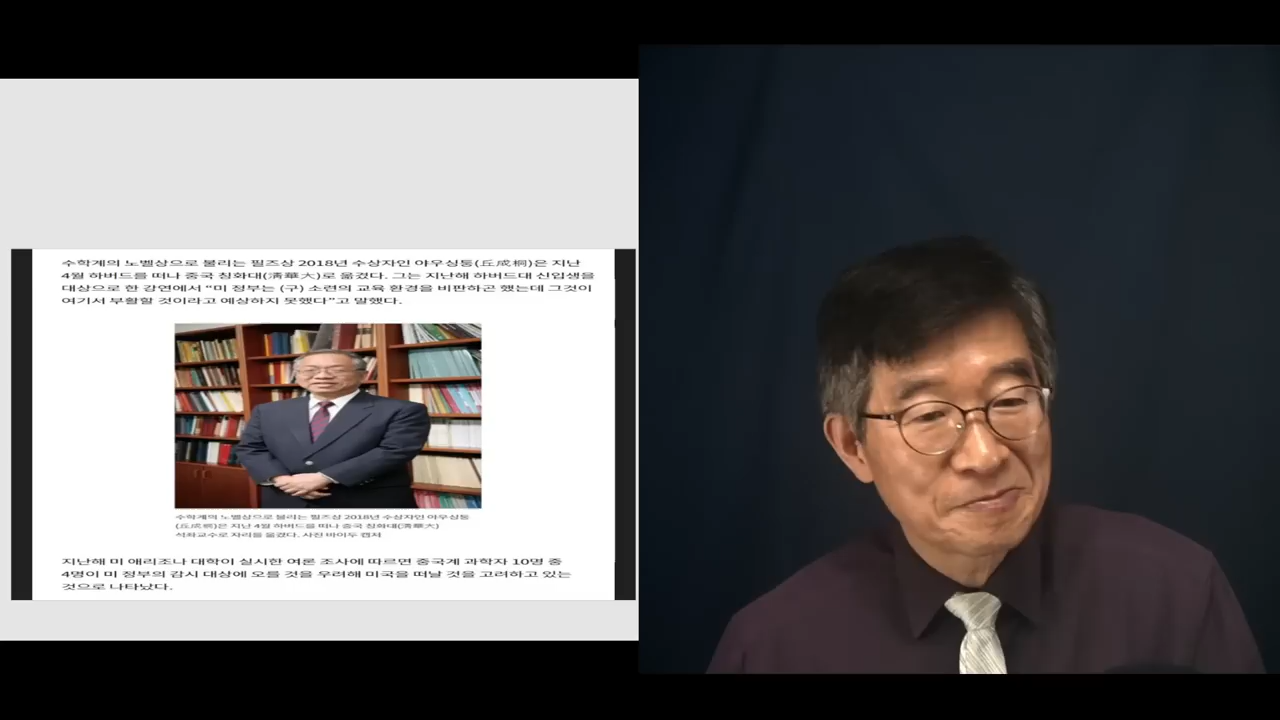 수학계의 노벨상으로 불리는 필즈상 2018년 수상자인 야우싱퉁(丘成桐)은 지난
4월 하버드를 떠나 중국 칭화대(淸華大)로 옮겼다. 그는 지난해 하버드대 신입생을
대상으로 한 강연에서 “미 정부는 (구) 소련의 교육 환경을 비판하곤 했는데 그것이
여기서 부활할 것이라고 예상하지 못했다”고 말했다.
수학계의 노벨상으로 불리는 필즈상 2018년 수상자인 야우싱퉁
(丘成桐)은 지난 4월 하버드를 떠나 중국 칭화대(淸華大)
석좌교수로 자리를 옮겼다. 사진 바이두 캡처
지난해 미 애리조나 대학이 실시한 여론 조사에 따르면 중국계 과학자 10명 중
4명이 미 정부의 감시 대상에 오를 것을 우려해 미국을 떠날 것을 고려하고 있는
것으로 나타났다.